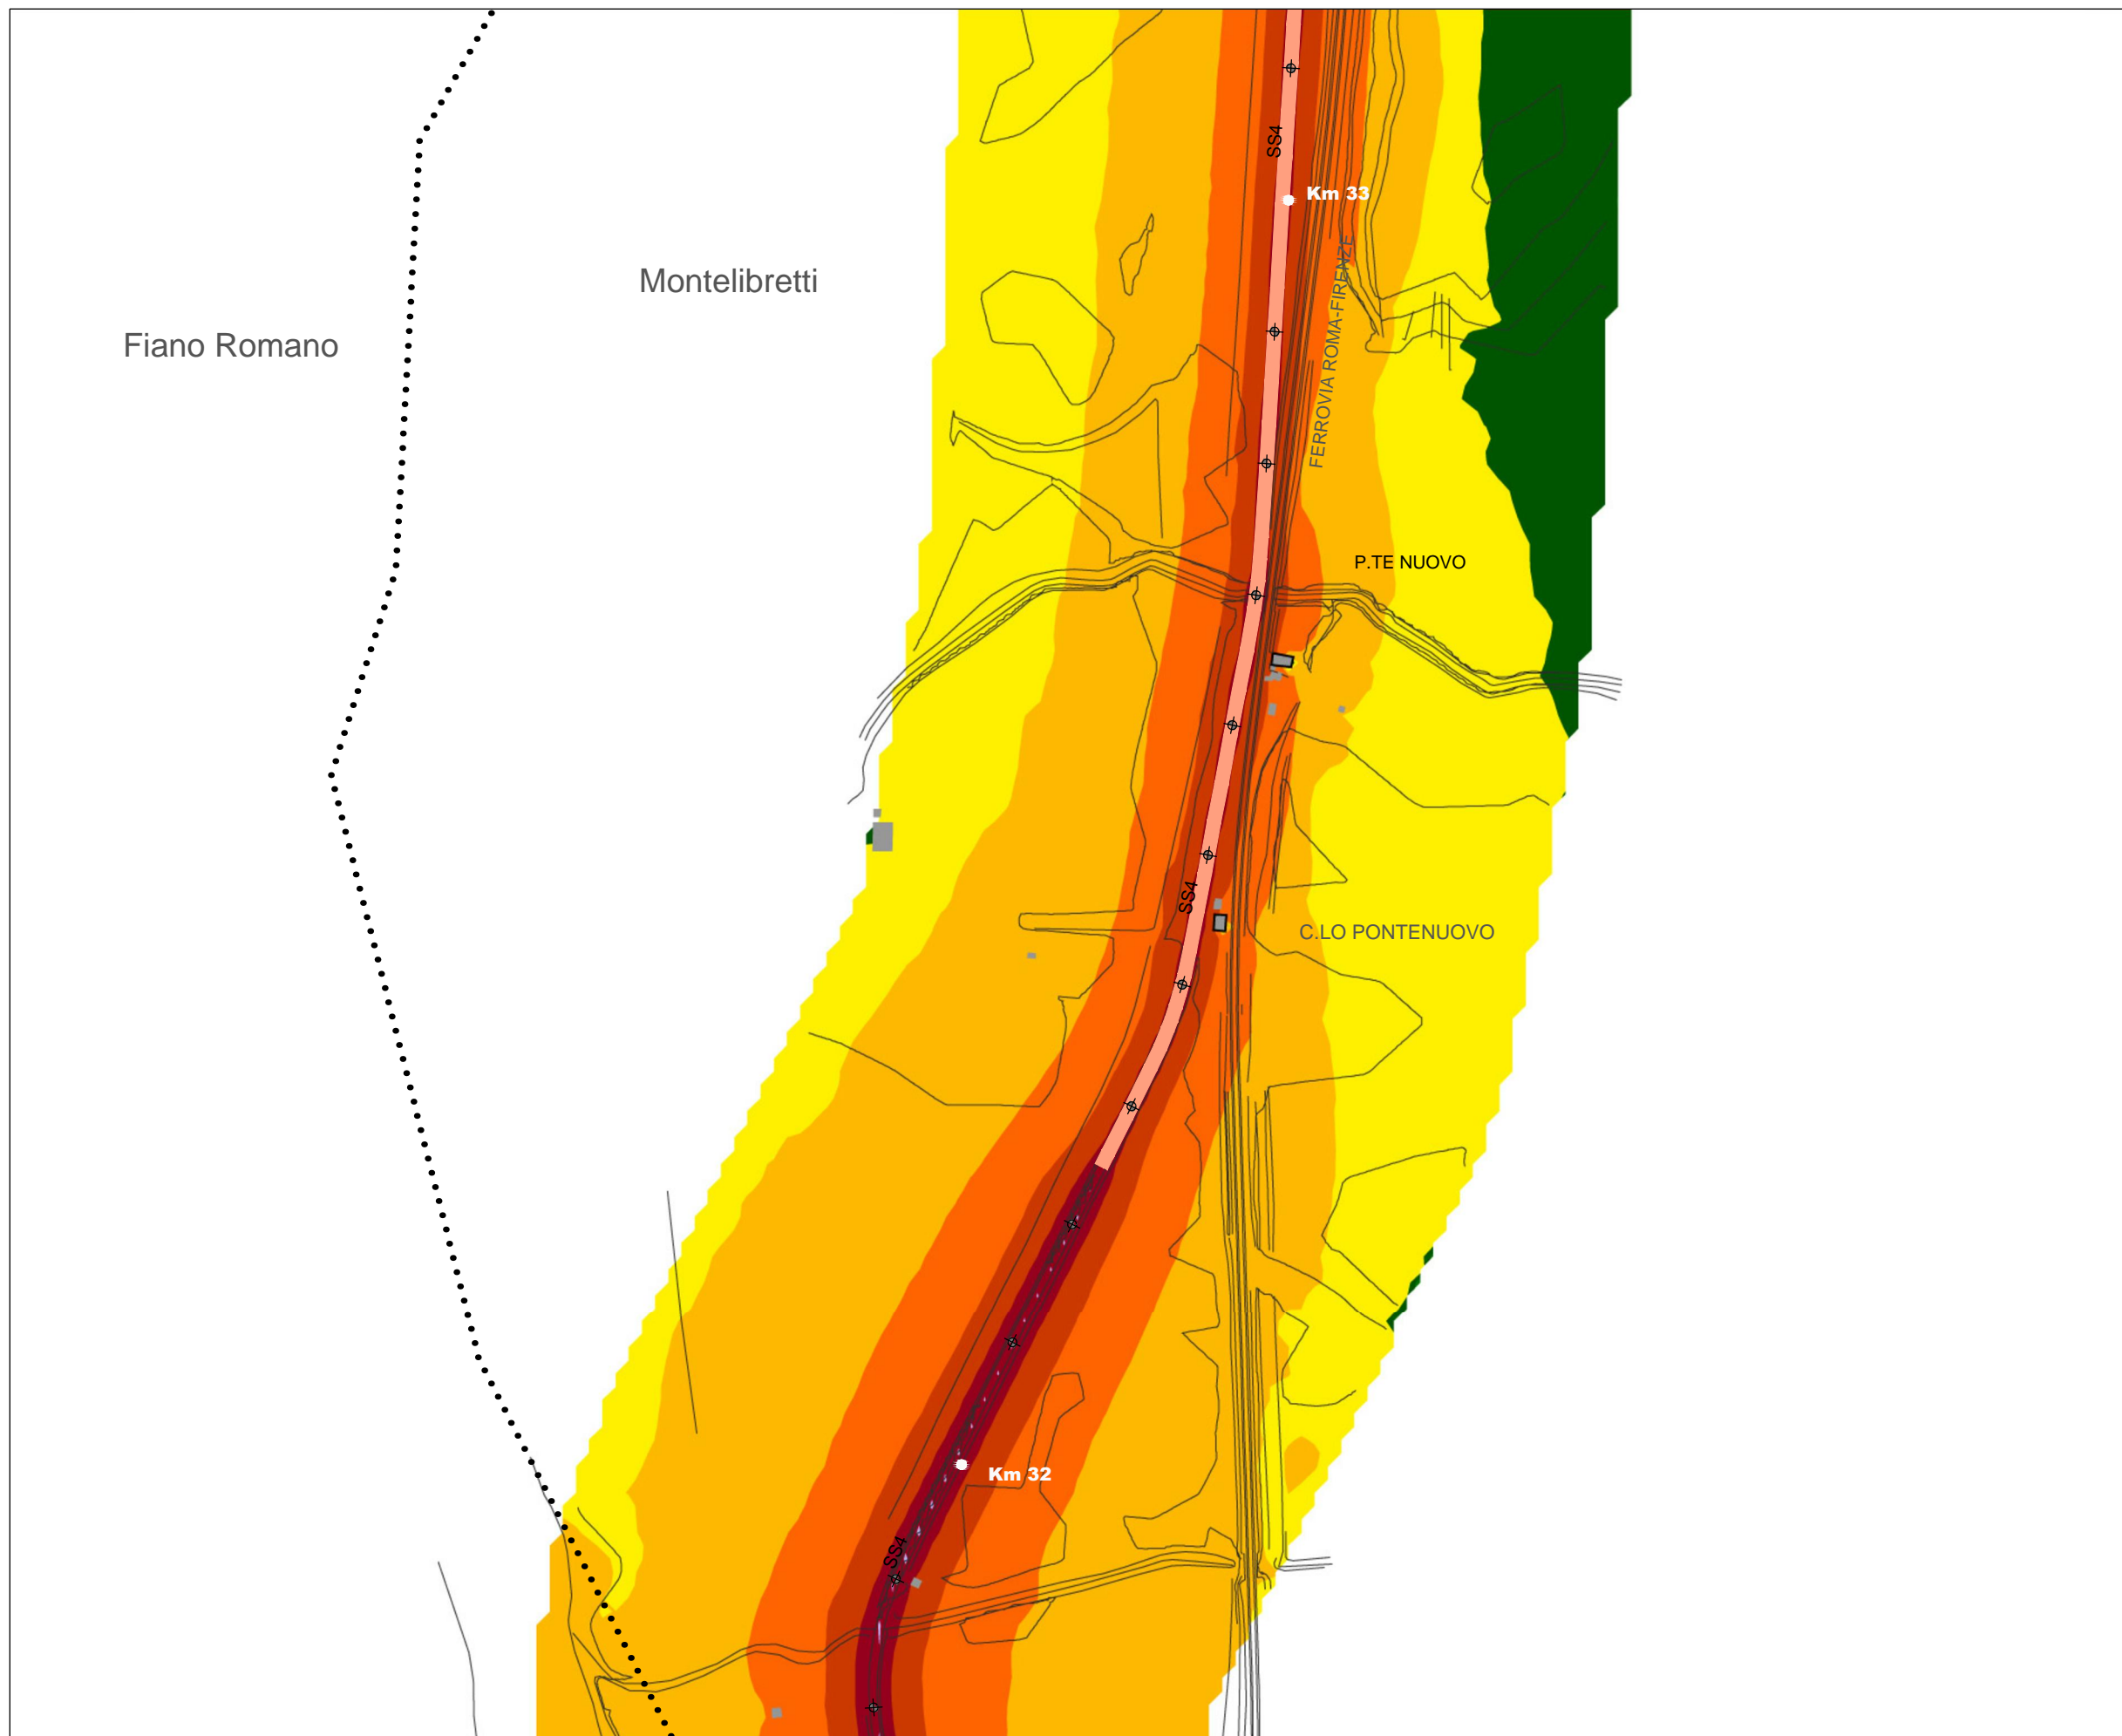 SS4
Km 33
Montelibretti
Fiano Romano
FERROVIA ROMA-FIRENZE
P.TE NUOVO
SS4
C.LO PONTENUOVO
Km 32
SS4